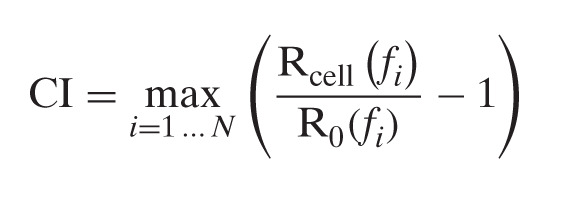 CI = max_{i=1 ... N} ( R_cell (f_i) / R_0(f_i) − 1 )